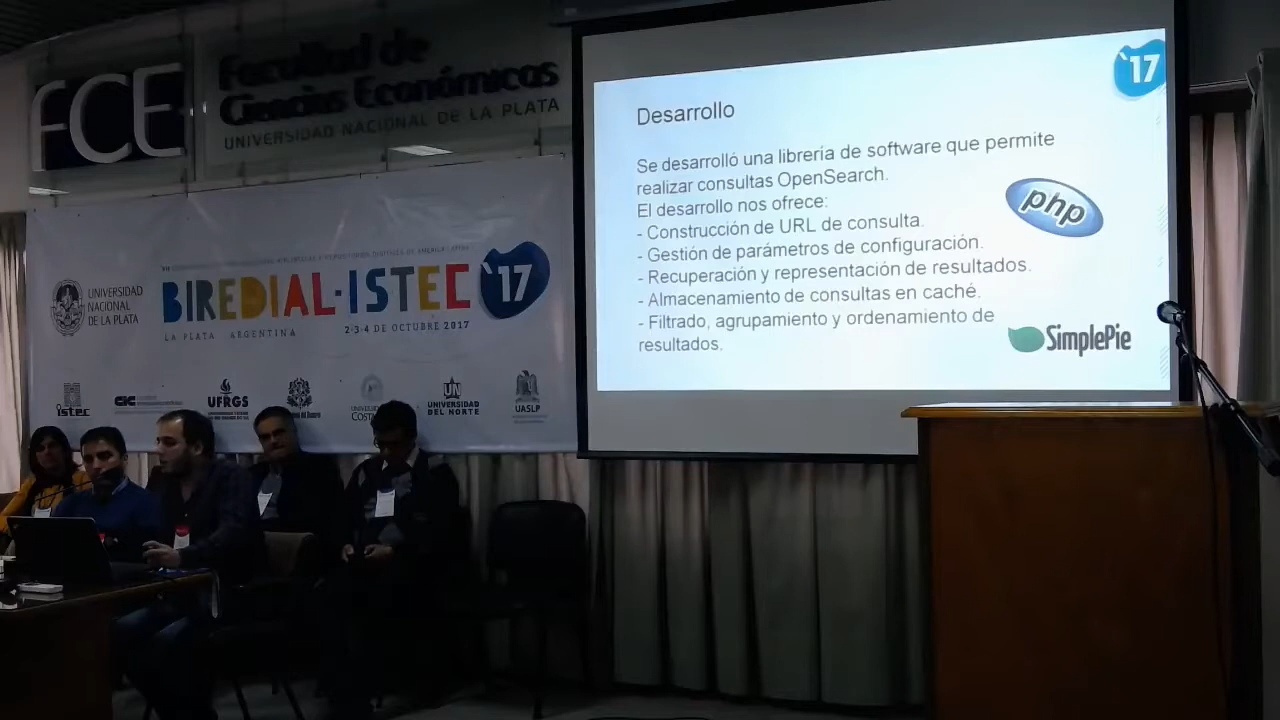 FCE
Facultad de
Ciencias Económicas
UNIVERSIDAD NACIONAL DE LA PLATA
UNIVERSIDAD
NACIONAL
DE LA PLATA
BIREDIAL-ISTEC
'17
LA PLATA ARGENTINA
2-3-4 DE OCTUBRE 2017
istec
CIC
UFRGS
UNIVERSIDAD
DEL NORTE
UASLP
'17
Desarrollo
Se desarrolló una librería de software que permite
realizar consultas OpenSearch.
El desarrollo nos ofrece:
- Construcción de URL de consulta.
- Gestión de parámetros de configuración.
- Recuperación y representación de resultados.
- Almacenamiento de consultas en caché.
- Filtrado, agrupamiento y ordenamiento de
resultados.
php
SimplePie